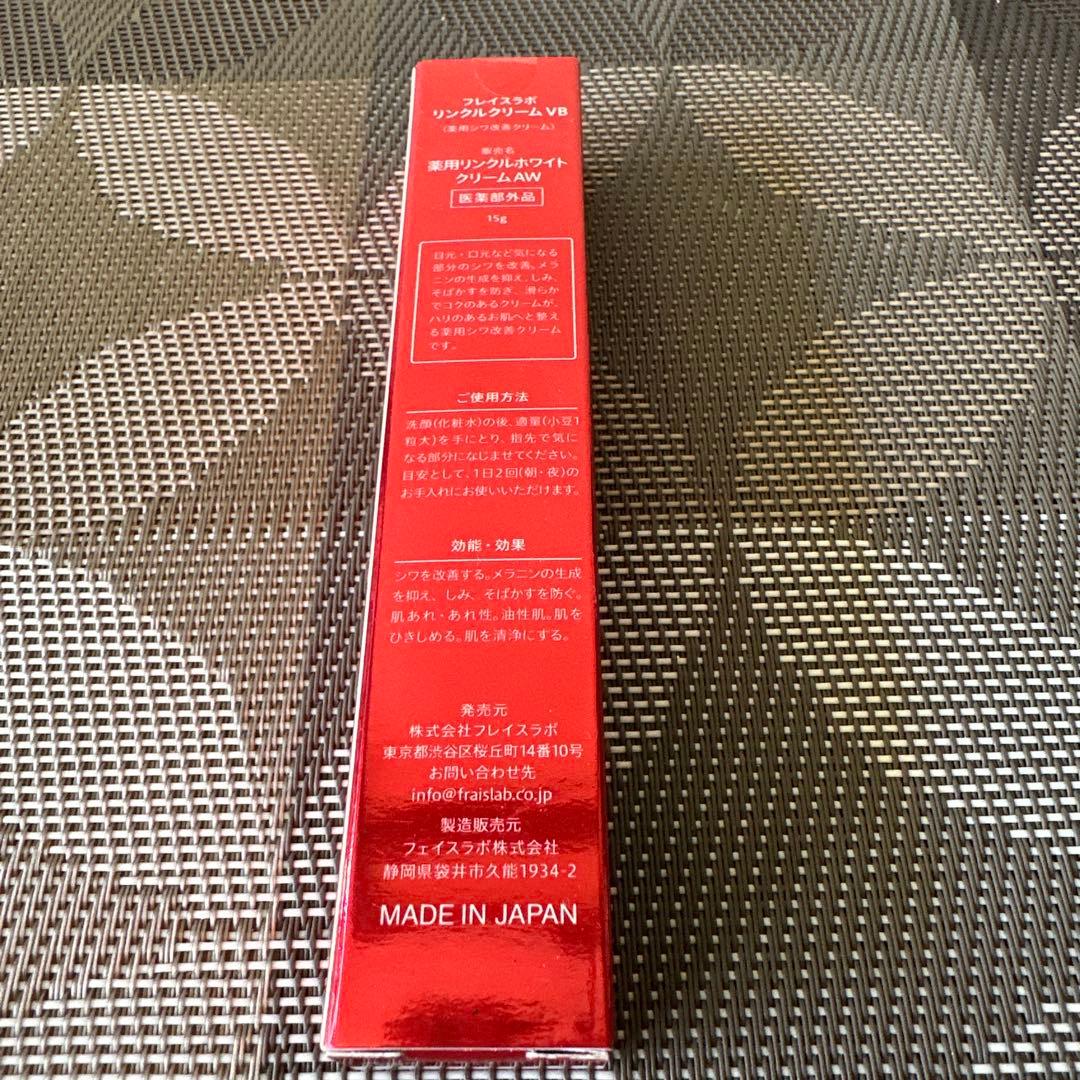 フレイスラボ
リンクルクリーム VB
(薬用シワ改善クリーム)
販売名
薬用リンクルホワイト
クリーム AW
医薬部外品
15g
目元・口元など気になる
部分のシワを改善。メラ
ニンの生成を抑え、しみ、
そばかすを防ぎ、滑らか
でコクのあるクリームが、
ハリのあるお肌へと整え
る薬用シワ改善クリーム
です。
ご使用方法
洗顔(化粧水)の後、適量(小豆1
粒大)を手にとり、指先で気に
なる部分になじませてください。
目安として、1日2回(朝・夜)の
お手入れにお使いいただけます。
効能・効果
シワを改善する。メラニンの生成
を抑え、しみ、そばかすを防ぐ。
肌あれ・あれ性。油性肌。肌を
ひきしめる。肌を清浄にする。
発売元
株式会社フレイスラボ
東京都渋谷区桜丘町14番10号
お問い合わせ先
info@fraislab.co.jp
製造販売元
フェイスラボ株式会社
静岡県袋井市久能1934-2
MADE IN JAPAN